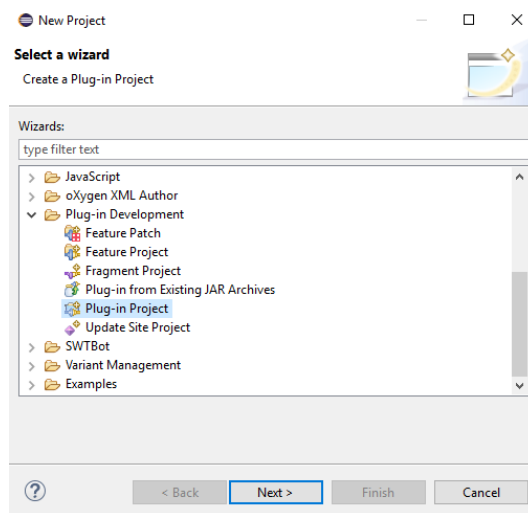 New Project
Select a wizard
Create a Plug-in Project
Wizards:
type filter text
JavaScript
oXygen XML Author
Plug-in Development
Feature Patch
Feature Project
Fragment Project
Plug-in from Existing JAR Archives
Plug-in Project
Update Site Project
SWTBot
Variant Management
Examples
?
< Back Next > Finish Cancel